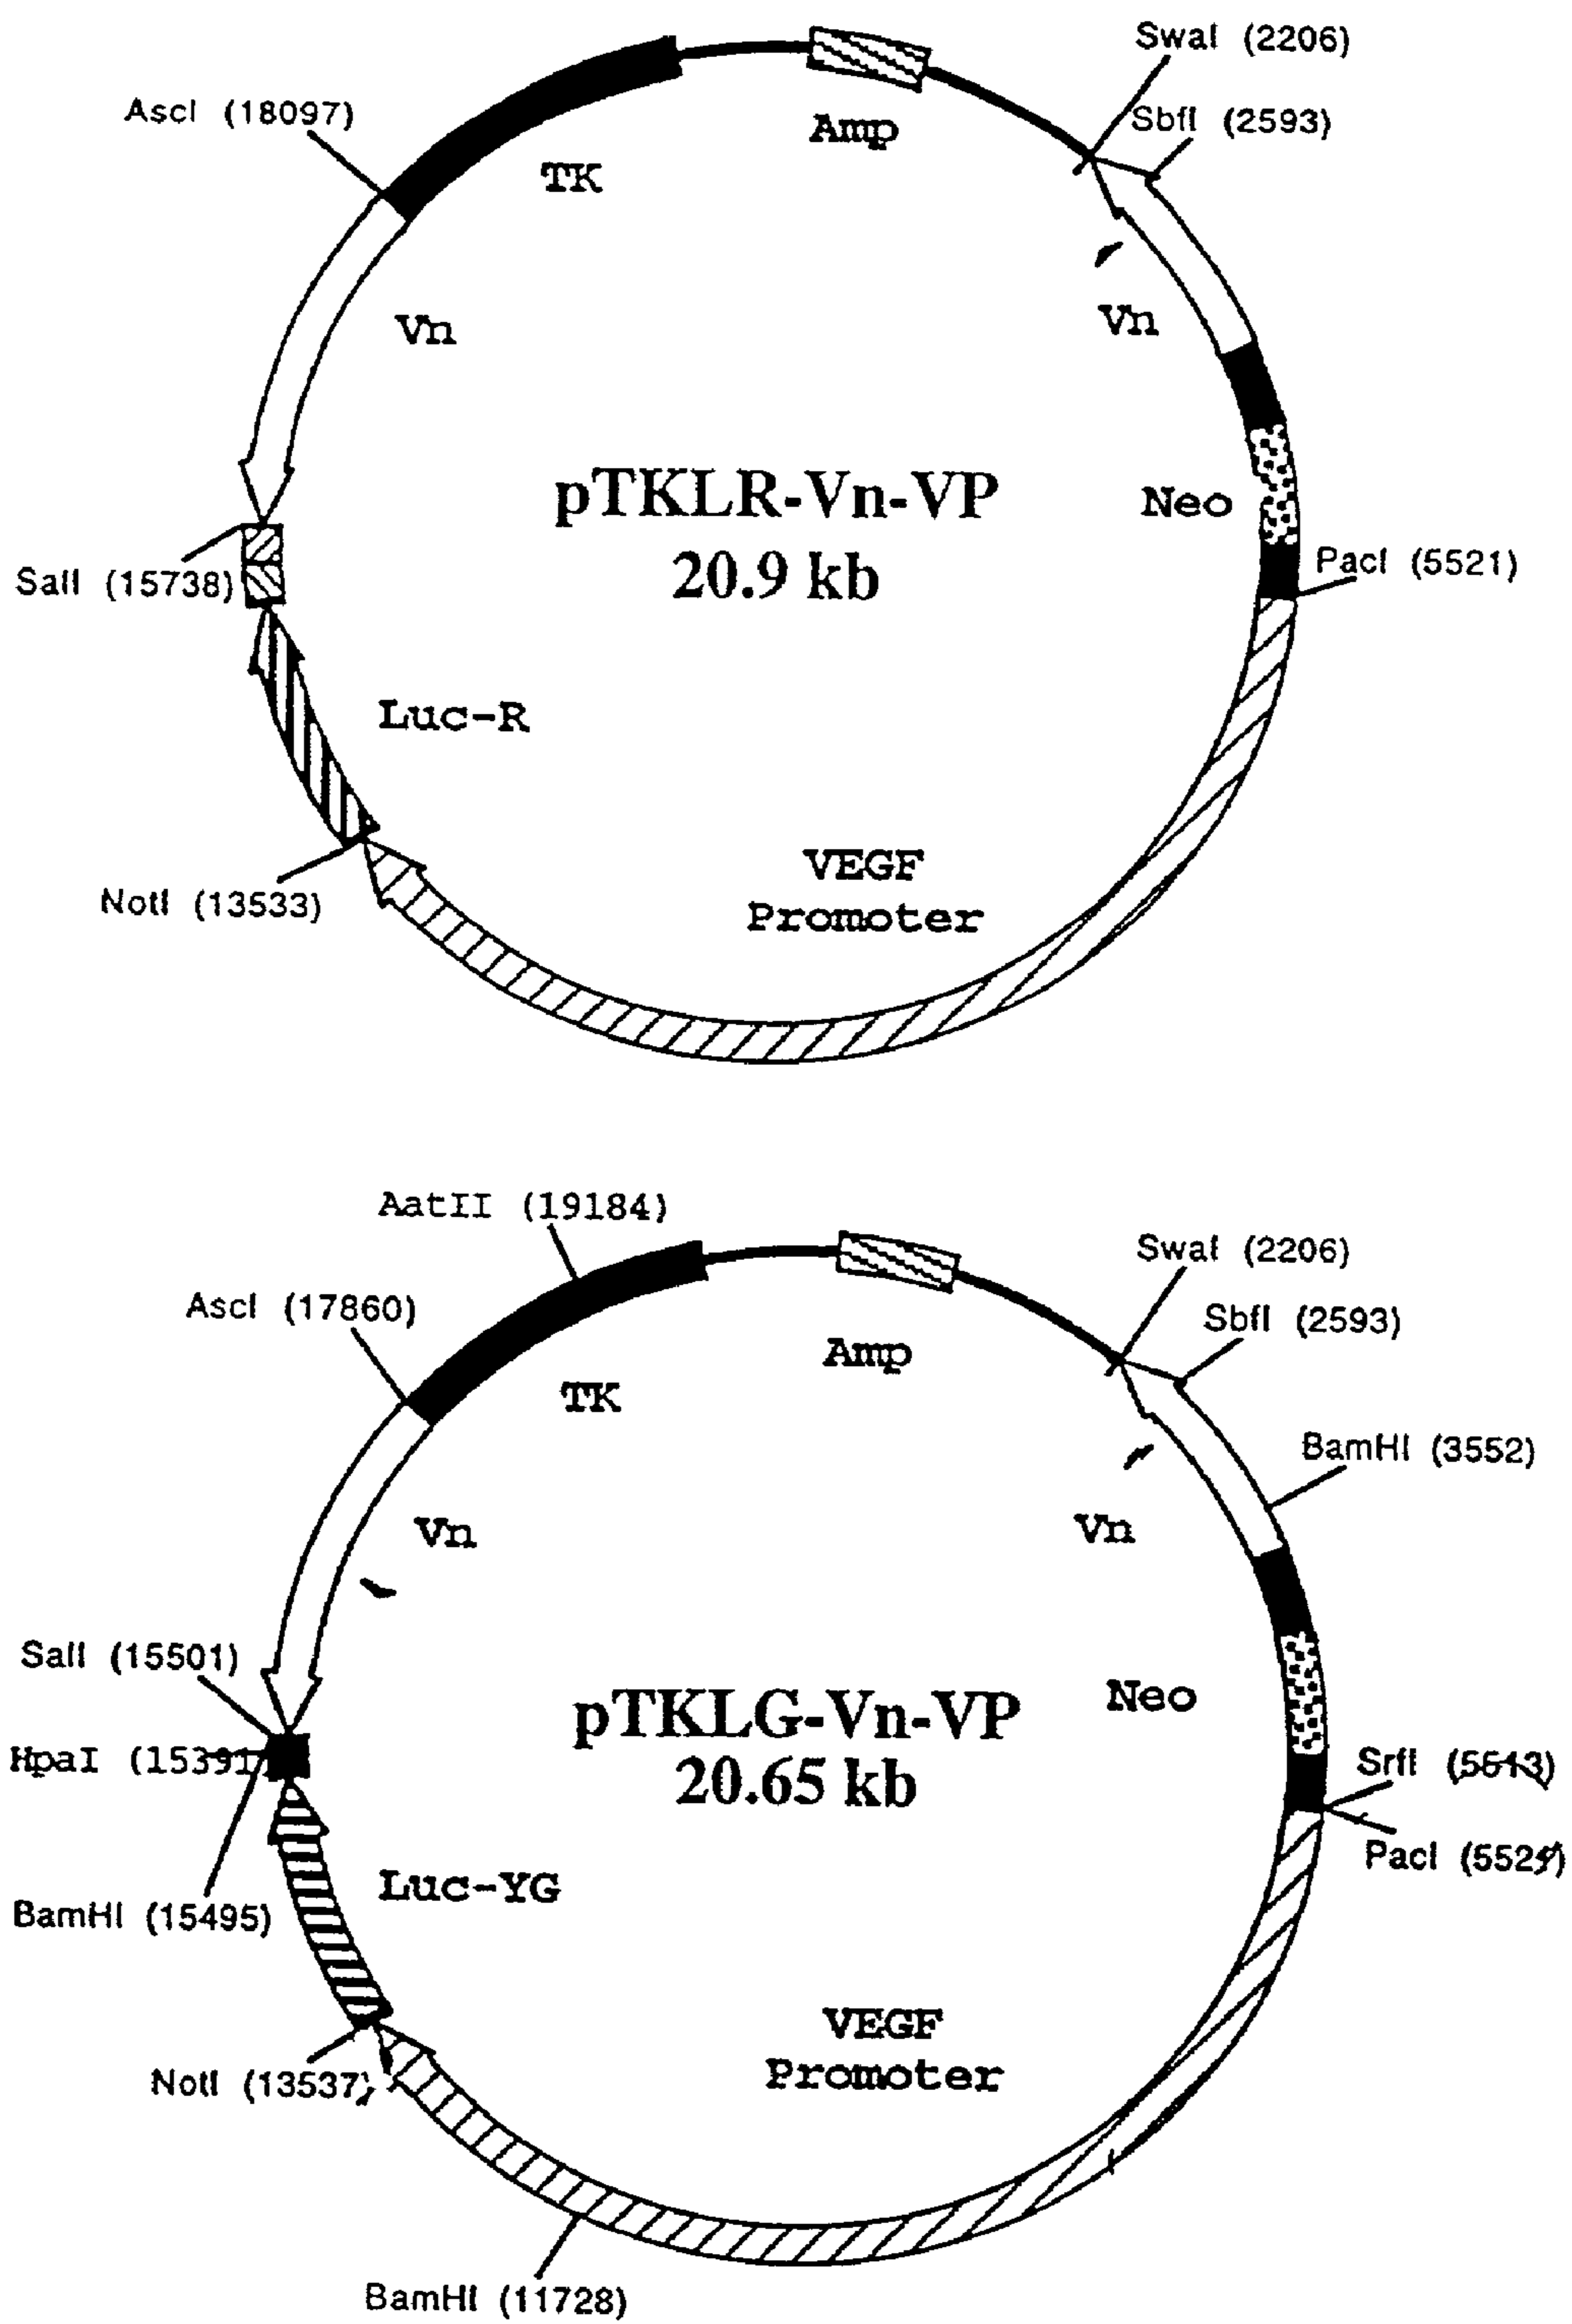 SwaI (2206)
AscI (18097)
SbfI (2593)
Amp
TK
Vn
Vn
pTKLR-Vn-VP
20.9 kb
Neo
PacI (5521)
SalI (15738)
Luc-R
VEGF
Promoter
NotI (13533)
AatII (19184)
SwaI (2206)
AscI (17860)
SbfI (2593)
Amp
TK
BamHI (3552)
Vn
Vn
SalI (15501)
pTKLG-Vn-VP
20.65 kb
Neo
HpaI (15391)
SrfI
PacI
Luc-YG
BamHI (15495)
VEGF
Promoter
NotI (13537)
BamHI (11728)